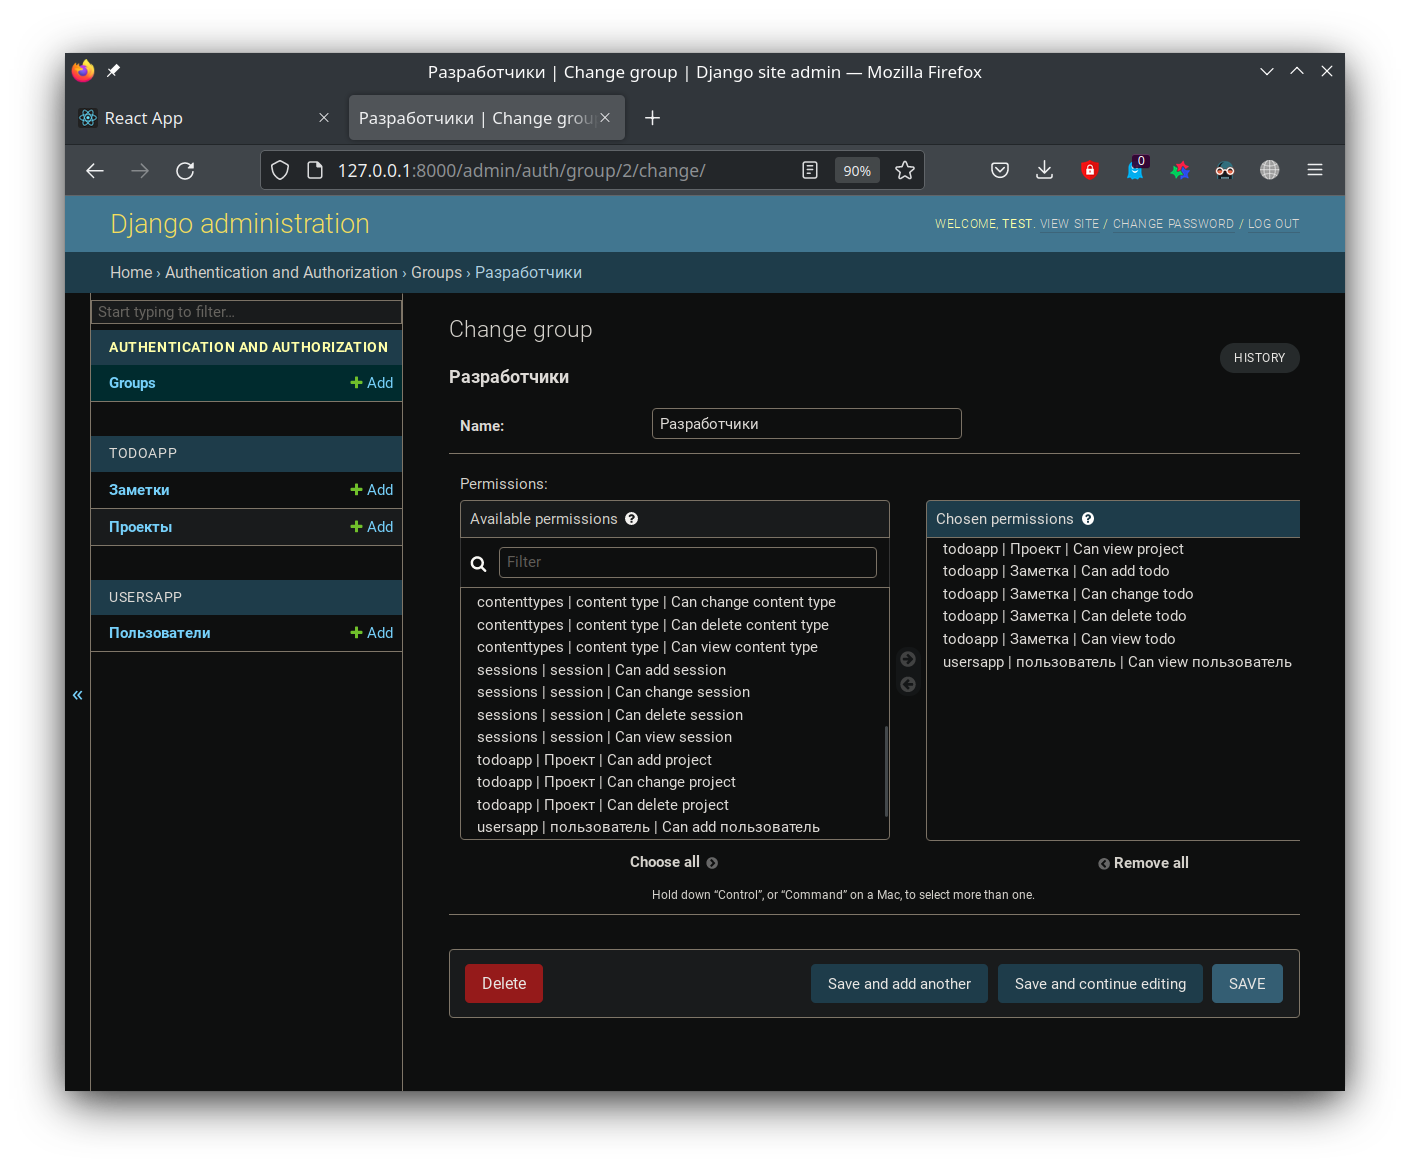 Разработчики | Change group | Django site admin — Mozilla Firefox
React App
Разработчики | Change grou
127.0.0.1:8000/admin/auth/group/2/change/
90%
0
Django administration
WELCOME, TEST. VIEW SITE / CHANGE PASSWORD / LOG OUT
Home › Authentication and Authorization › Groups › Разработчики
Start typing to filter...
AUTHENTICATION AND AUTHORIZATION
Groups
Add
TODOAPP
Заметки
Add
Проекты
Add
USERSAPP
Пользователи
Add
«
Change group
HISTORY
Разработчики
Name:
Разработчики
Permissions:
Available permissions
Filter
contenttypes | content type | Can change content type
contenttypes | content type | Can delete content type
contenttypes | content type | Can view content type
sessions | session | Can add session
sessions | session | Can change session
sessions | session | Can delete session
sessions | session | Can view session
todoapp | Проект | Can add project
todoapp | Проект | Can change project
todoapp | Проект | Can delete project
usersapp | пользователь | Can add пользователь
Choose all
Chosen permissions
todoapp | Проект | Can view project
todoapp | Заметка | Can add todo
todoapp | Заметка | Can change todo
todoapp | Заметка | Can delete todo
todoapp | Заметка | Can view todo
usersapp | пользователь | Can view пользователь
Remove all
Hold down “Control”, or “Command” on a Mac, to select more than one.
Delete
Save and add another
Save and continue editing
SAVE